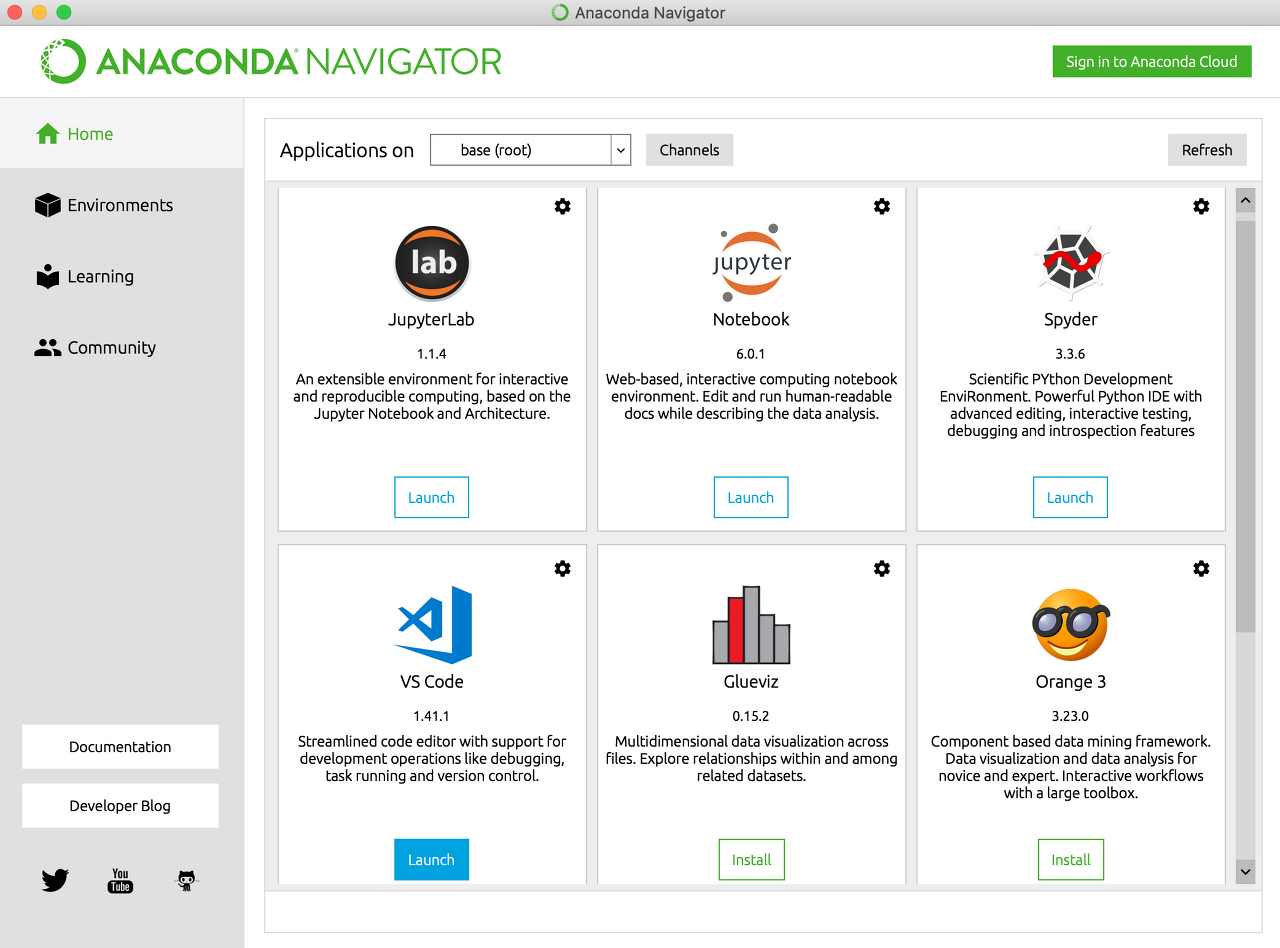 Anaconda Navigator
ANACONDA NAVIGATOR
Sign in to Anaconda Cloud
Home
Environments
Learning
Community
Documentation
Developer Blog
You
Tube
Applications on
base (root)
Channels
Refresh
lab
JupyterLab
1.1.4
An extensible environment for interactive
and reproducible computing, based on the
Jupyter Notebook and Architecture.
Launch
jupyter
Notebook
6.0.1
Web-based, interactive computing notebook
environment. Edit and run human-readable
docs while describing the data analysis.
Launch
Spyder
3.3.6
Scientific PYthon Development
EnviRonment. Powerful Python IDE with
advanced editing, interactive testing,
debugging and introspection features
Launch
VS Code
1.41.1
Streamlined code editor with support for
development operations like debugging,
task running and version control.
Launch
Glueviz
0.15.2
Multidimensional data visualization across
files. Explore relationships within and among
related datasets.
Install
Orange 3
3.23.0
Component based data mining framework.
Data visualization and data analysis for
novice and expert. Interactive workflows
with a large toolbox.
Install